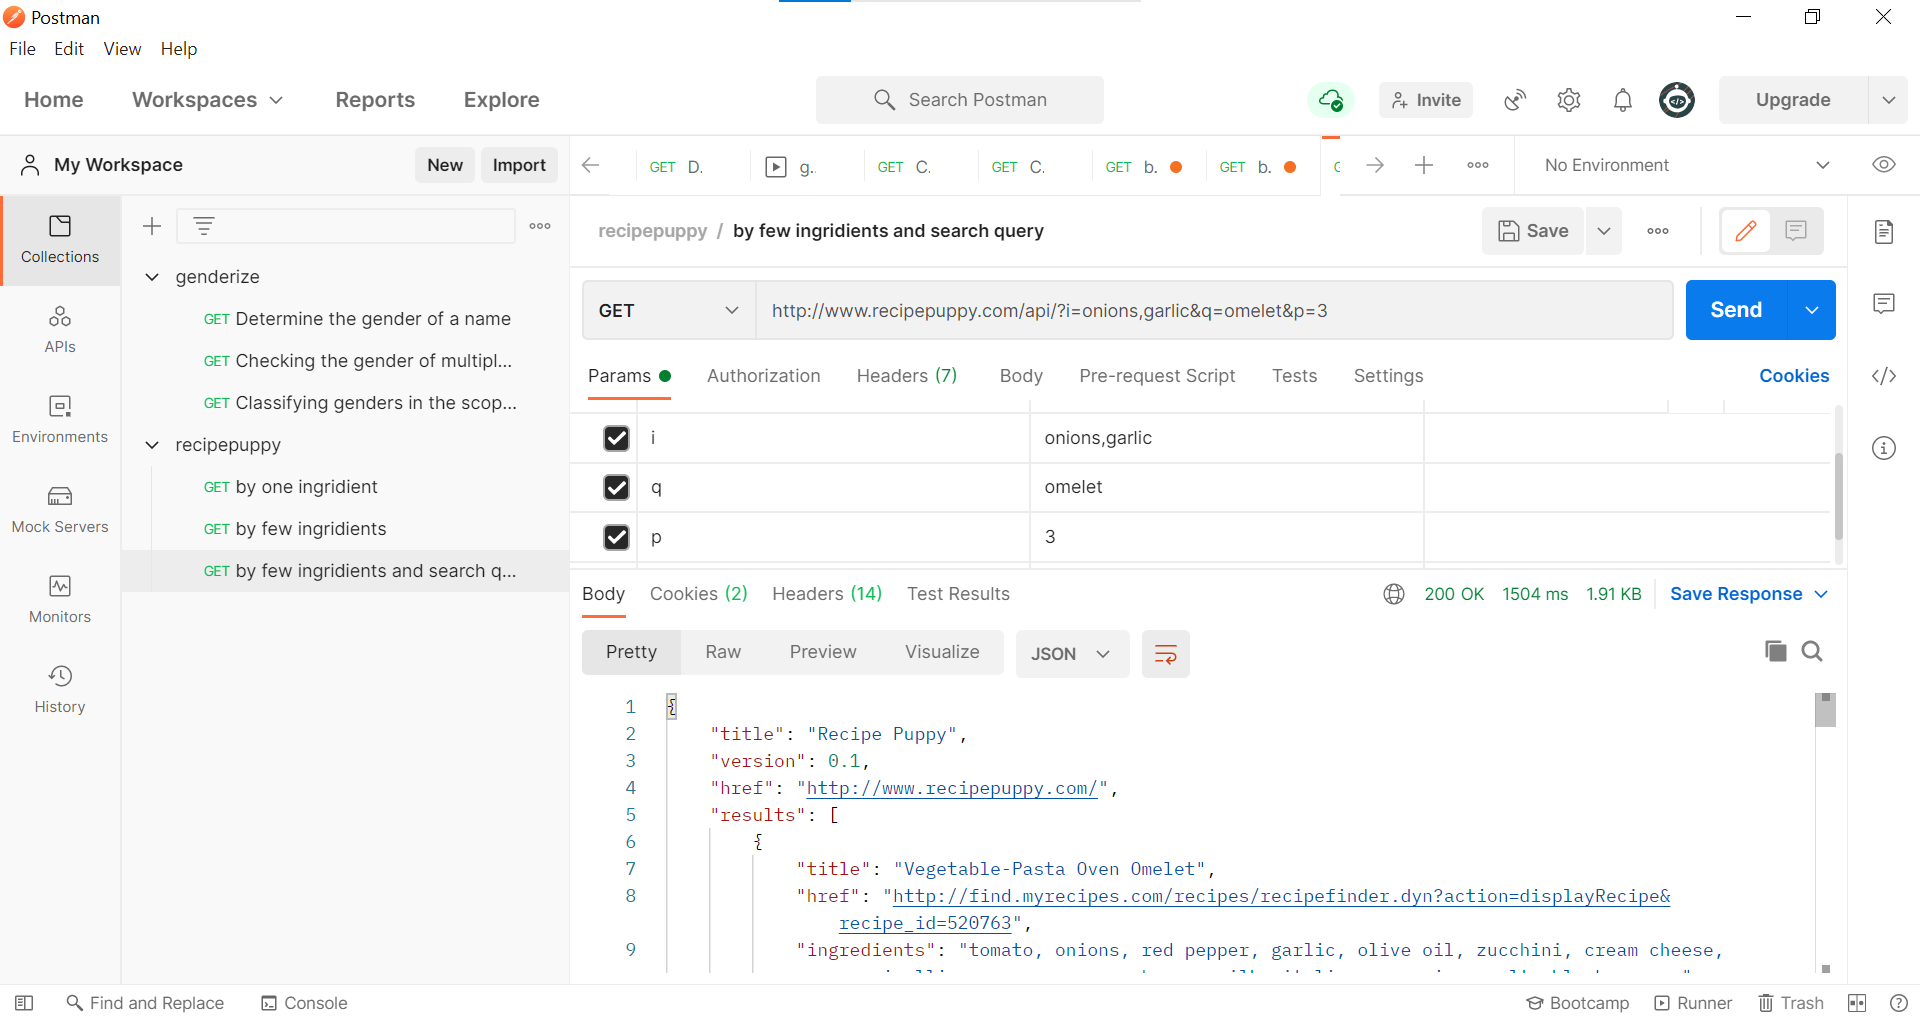 Postman
File Edit View Help
Home Workspaces Reports Explore Search Postman Invite Upgrade
My Workspace New Import GET D. g. GET C. GET C. GET b. GET b. No Environment
recipepuppy / by few ingridients and search query Save
Collections
APIs
Environments
Mock Servers
Monitors
History
genderize
GET Determine the gender of a name
GET Checking the gender of multipl...
GET Classifying genders in the scop...
recipepuppy
GET by one ingridient
GET by few ingridients
GET by few ingridients and search q...
GET http://www.recipepuppy.com/api/?i=onions,garlic&q=omelet&p=3 Send
Params Authorization Headers (7) Body Pre-request Script Tests Settings Cookies
i onions,garlic
q omelet
p 3
Body Cookies (2) Headers (14) Test Results 200 OK 1504 ms 1.91 KB Save Response
Pretty Raw Preview Visualize JSON
1 {
2 "title": "Recipe Puppy",
3 "version": 0.1,
4 "href": "http://www.recipepuppy.com/",
5 "results": [
6 {
7 "title": "Vegetable-Pasta Oven Omelet",
8 "href": "http://find.myrecipes.com/recipes/recipefinder.dyn?action=displayRecipe&
recipe_id=520763",
9 "ingredients": "tomato, onions, red pepper, garlic, olive oil, zucchini, cream cheese,
Find and Replace Console Bootcamp Runner Trash